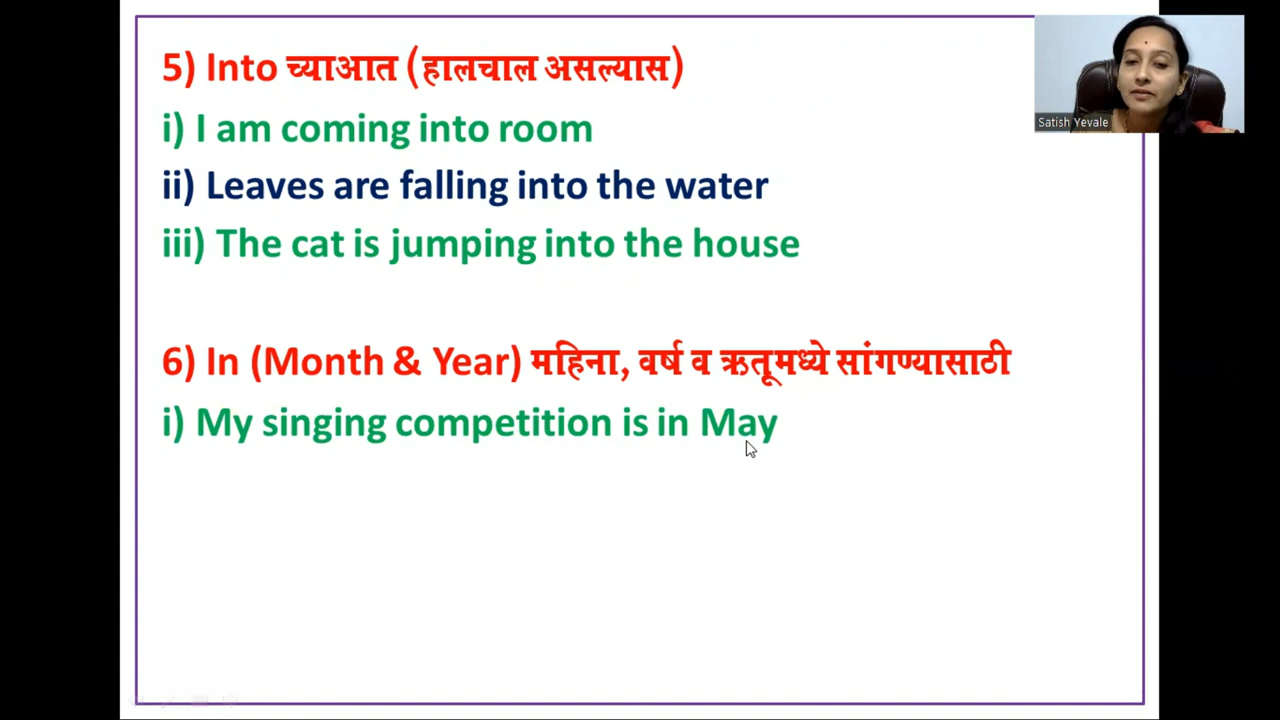 5) Into च्याआत (हालचाल असल्यास)
Satish Yevale
i) I am coming into room
ii) Leaves are falling into the water
iii) The cat is jumping into the house
6) In (Month & Year) महिना, वर्ष व ऋतूमध्ये सांगण्यासाठी
i) My singing competition is in May